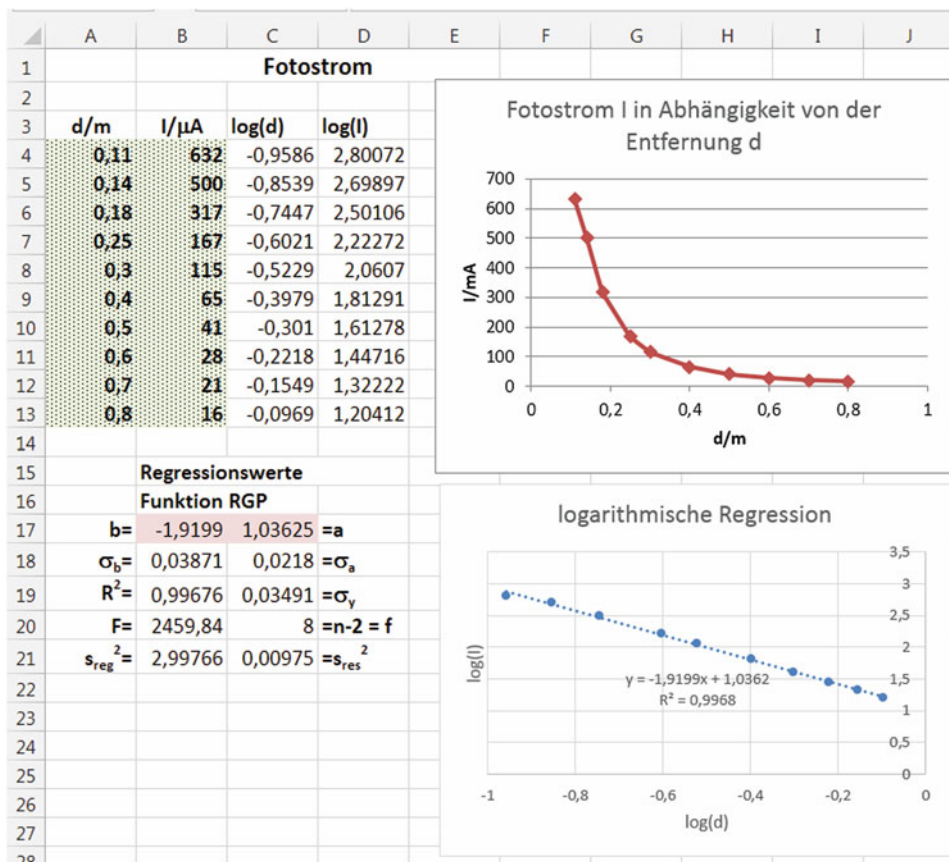 A B C D E F G H I J
1 Fotostrom
2
3 d/m I/µA log(d) log(I)
4 0,11 632 -0,9586 2,80072
5 0,14 500 -0,8539 2,69897
6 0,18 317 -0,7447 2,50106
7 0,25 167 -0,6021 2,22272
8 0,3 115 -0,5229 2,0607
9 0,4 65 -0,3979 1,81291
10 0,5 41 -0,301 1,61278
11 0,6 28 -0,2218 1,44716
12 0,7 21 -0,1549 1,32222
13 0,8 16 -0,0969 1,20412
14
15 Regressionswerte
16 Funktion RGP
17 b= -1,9199 1,03625 =a
18 σb= 0,03871 0,0218 =σa
19 R²= 0,99676 0,03491 =σy
20 F= 2459,84 8 =n-2 = f
21 sreg²= 2,99766 0,00975 =sres²
22
23
24
25
26
27
28
Fotostrom I in Abhängigkeit von der
Entfernung d
700
600
500
400
300
200
100
0
I/mA
0 0,2 0,4 0,6 0,8 1
d/m
logarithmische Regression
3,5
3
2,5
2
1,5
1
0,5
0
log(I)
y = -1,9199x + 1,0362
R² = 0,9968
-1 -0,8 -0,6 -0,4 -0,2 0
log(d)